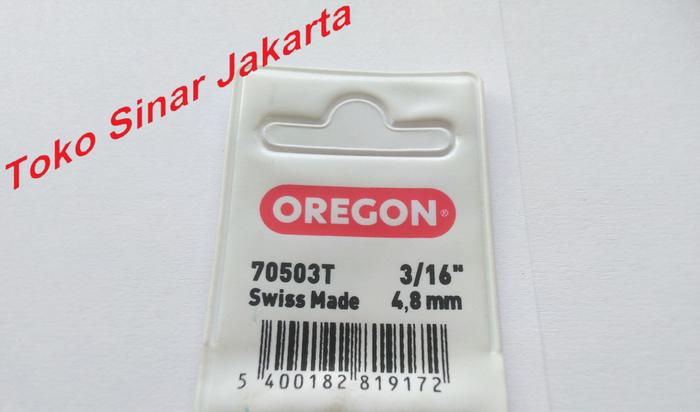 Toko Sinar Jakarta
OREGON®
70503T 3/16"
Swiss Made 4,8 mm
5 400182 819172